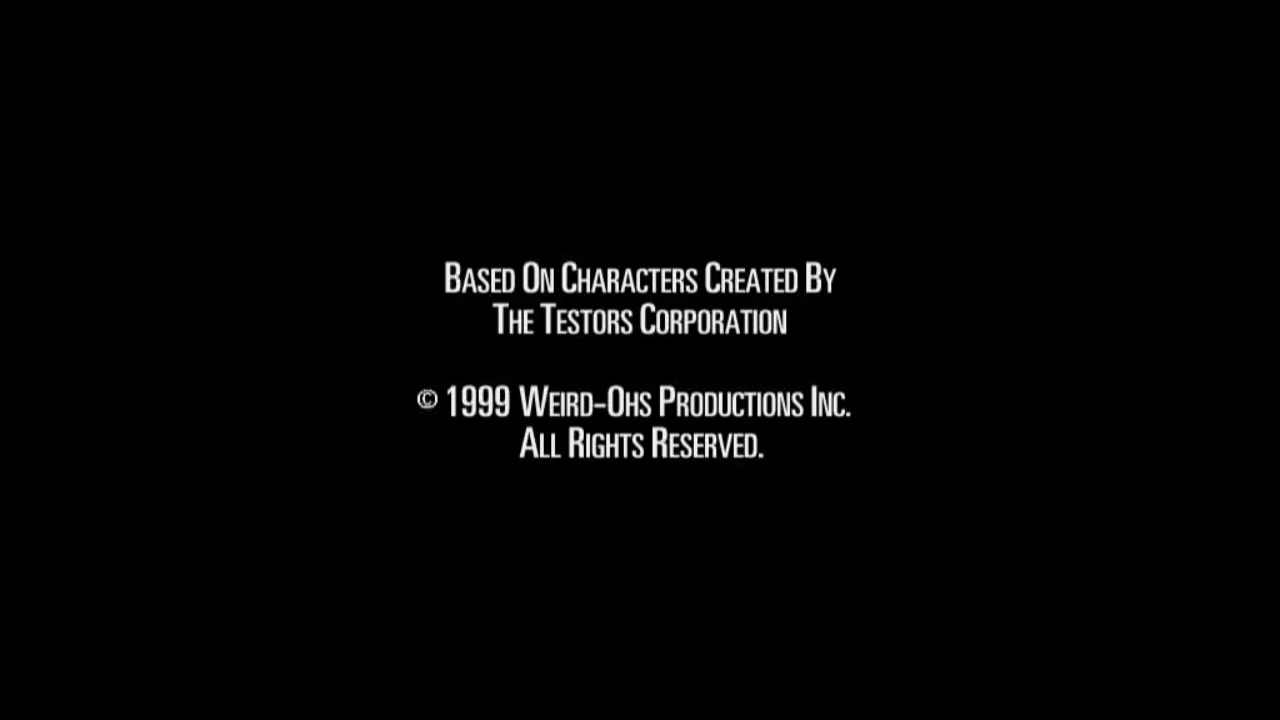 Based On Characters Created By
The Testors Corporation
© 1999 Weird-Ohs Productions Inc.
All Rights Reserved.